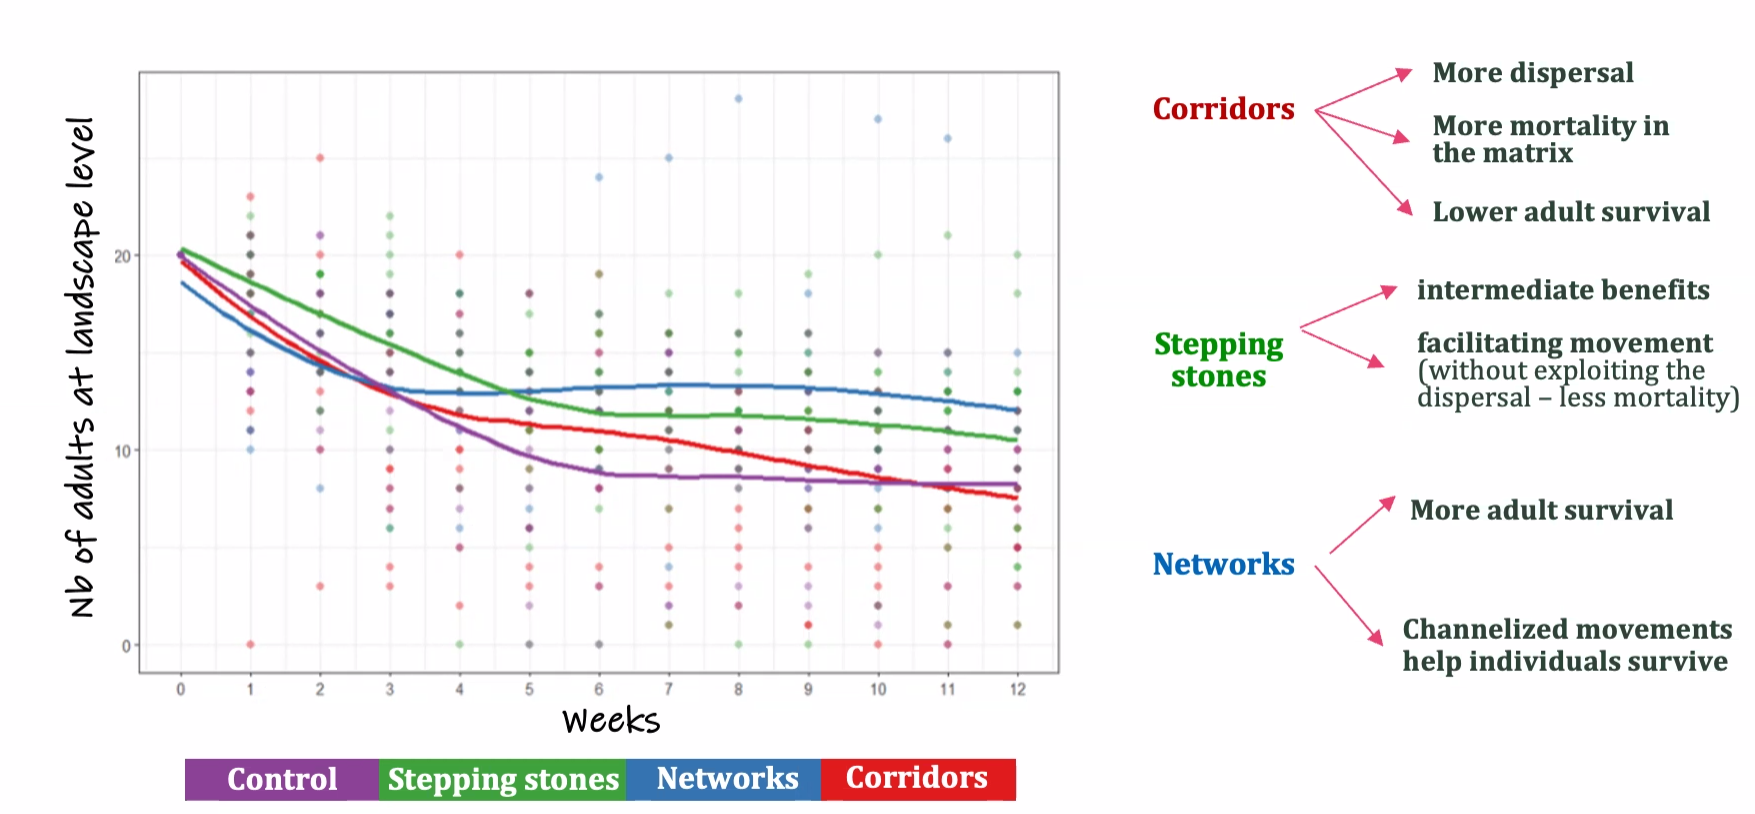 Nb of adults at landscape level
20
10
0
0 1 2 3 4 5 6 7 8 9 10 11 12
Weeks
Control Stepping stones Networks Corridors
Corridors
More dispersal
More mortality in
the matrix
Lower adult survival
Stepping
stones
intermediate benefits
facilitating movement
(without exploiting the
dispersal – less mortality)
Networks
More adult survival
Channelized movements
help individuals survive